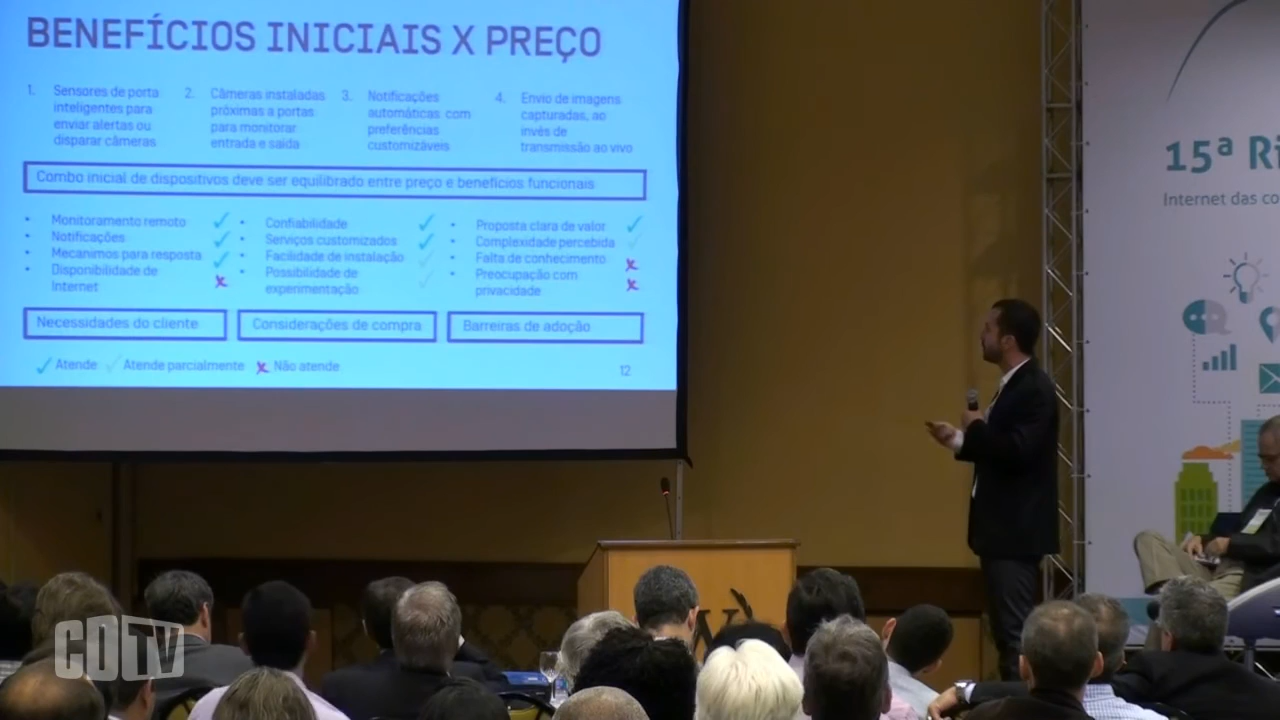 BENEFÍCIOS INICIAIS X PREÇO
1. Sensores de porta
inteligentes para
enviar alertas ou
disparar câmeras
2. Câmeras instaladas
próximas a portas
para monitorar
entrada e saída
3. Notificações
automáticas com
preferências
customizáveis
4. Envio de imagens
capturadas, ao
invés de
transmissão ao vivo
Combo inicial de dispositivos deve ser equilibrado entre preço e benefícios funcionais
• Monitoramento remoto ✓
• Notificações ✓
• Mecanimos para resposta ✓
• Disponibilidade de
Internet ✗
• Confiabilidade ✓
• Serviços customizados ✓
• Facilidade de instalação ✓
• Possibilidade de
experimentação ✓
• Proposta clara de valor ✓
• Complexidade percebida ✓
• Falta de conhecimento ✗
• Preocupação com
privacidade ✗
Necessidades do cliente
Considerações de compra
Barreiras de adoção
✓ Atende ✓ Atende parcialmente ✗ Não atende
12
15ª Ri
Internet das co
W
CDTV